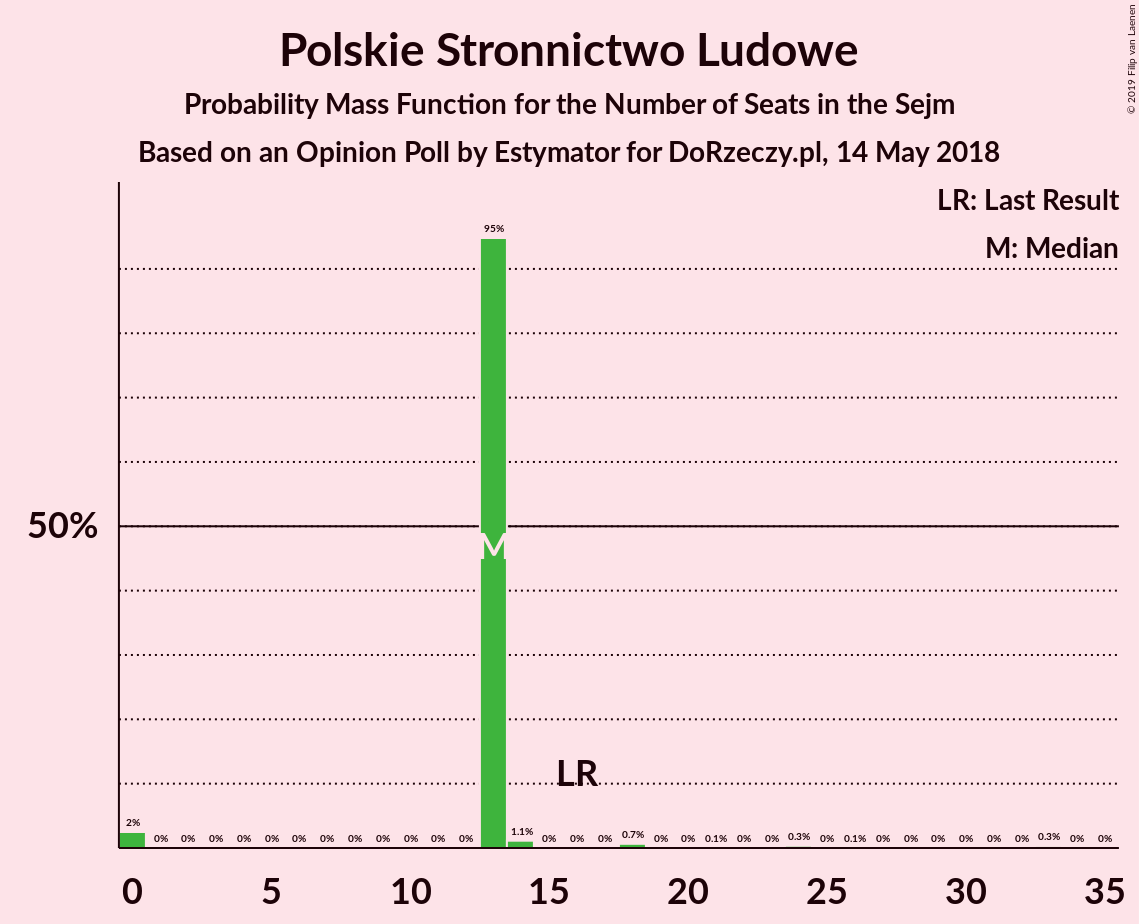 Polskie Stronnictwo Ludowe
Probability Mass Function for the Number of Seats in the Sejm
Based on an Opinion Poll by Estymator for DoRzeczy.pl, 14 May 2018
© 2019 Filip van Laenen
LR: Last Result
M: Median
95%
50%
M
LR
2% 0% 0% 0% 0% 0% 0% 0% 0% 0% 0% 0% 0% 1.1% 0% 0% 0% 0.7% 0% 0% 0.1% 0% 0% 0.3% 0% 0.1% 0% 0% 0% 0% 0% 0% 0.3% 0% 0%
0 5 10 15 20 25 30 35